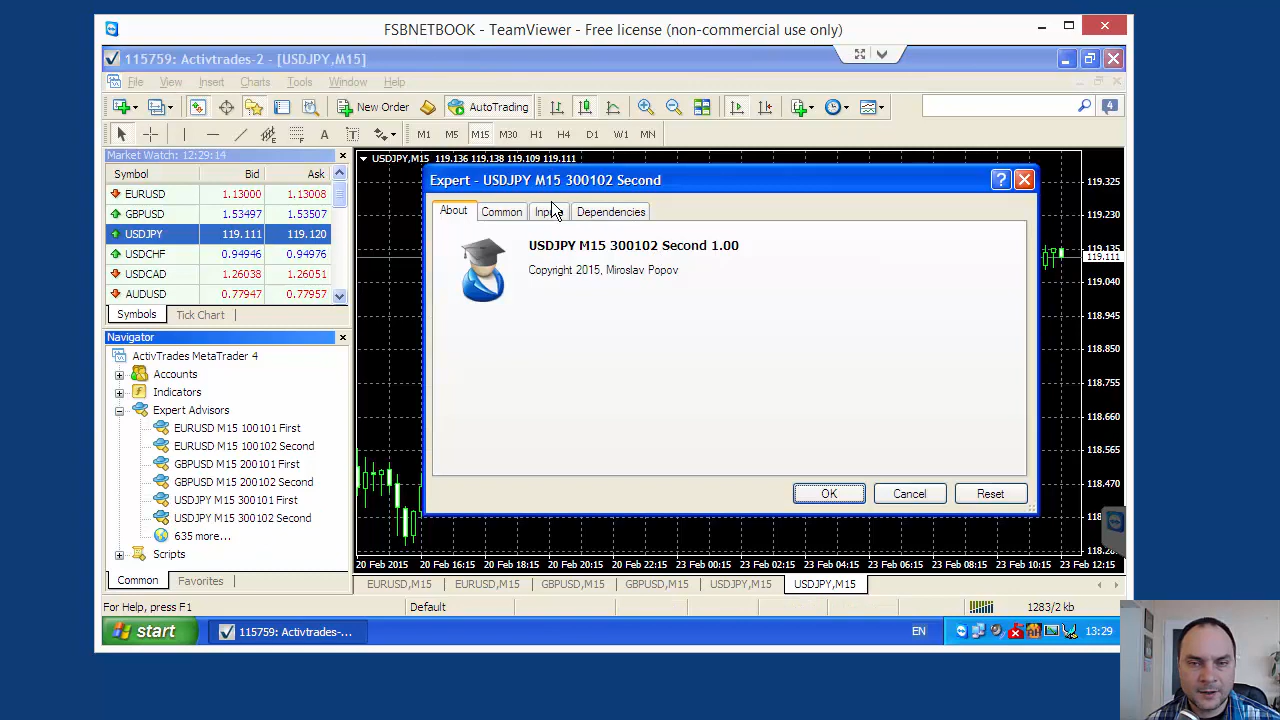 FSBNETBOOK - TeamViewer - Free license (non-commercial use only)
115759: Activtrades-2 - [USDJPY,M15]
File View Insert Charts Tools Window Help
New Order AutoTrading 4
A T M1 M5 M15 M30 H1 H4 D1 W1 MN
Market Watch: 12:29:14
Symbol Bid Ask
EURUSD 1.13000 1.13008
GBPUSD 1.53497 1.53507
USDJPY 119.111 119.120
USDCHF 0.94946 0.94976
USDCAD 1.26038 1.26051
AUDUSD 0.77947 0.77957
Symbols Tick Chart
Navigator
ActivTrades MetaTrader 4
Accounts
Indicators
Expert Advisors
EURUSD M15 100101 First
EURUSD M15 100102 Second
GBPUSD M15 200101 First
GBPUSD M15 200102 Second
USDJPY M15 300101 First
USDJPY M15 300102 Second
635 more...
Scripts
Common Favorites
USDJPY,M15 119.136 119.138 119.109 119.111
Expert - USDJPY M15 300102 Second
About Common Dependencies
USDJPY M15 300102 Second 1.00
Copyright 2015, Miroslav Popov
OK Cancel Reset
119.325
119.230
119.135
119.111
119.040
118.945
118.850
118.755
118.660
118.565
118.470
20 Feb 2015 20 Feb 16:15 20 Feb 18:15 20 Feb 20:15 20 Feb 22:15 23 Feb 00:15 23 Feb 02:15 23 Feb 04:15 23 Feb 06:15 23 Feb 08:15 23 Feb 10:15 23 Feb 12:15
EURUSD,M15 EURUSD,M15 GBPUSD,M15 GBPUSD,M15 USDJPY,M15 USDJPY,M15
For Help, press F1 Default 1283/2 kb
start 115759: Activtrades-... EN 13:29